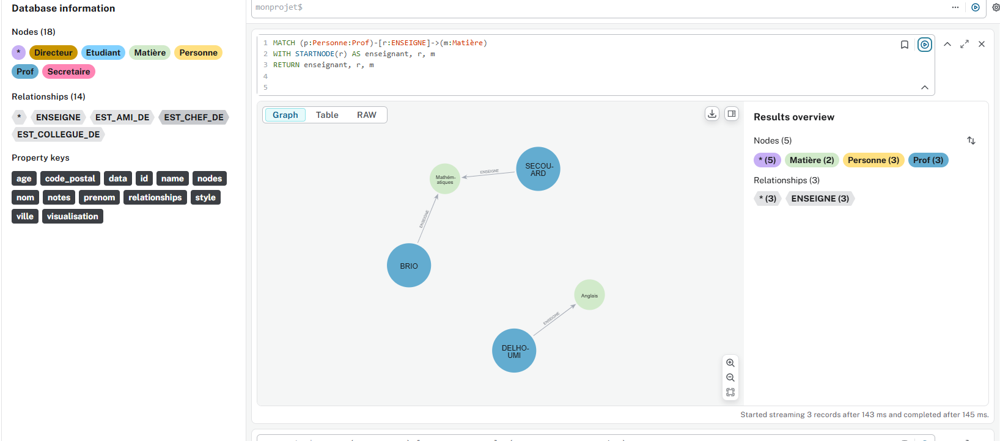 Database information
Nodes (18)
* Directeur Etudiant Matière Personne
Prof Secretaire
Relationships (14)
* ENSEIGNE EST_AMI_DE EST_CHEF_DE
EST_COLLEGUE_DE
Property keys
age code_postal data id name nodes
nom notes prenom relationships style
ville visualisation
monprojet$
1 MATCH (p:Personne:Prof)-[r:ENSEIGNE]->(m:Matière)
2 WITH STARTNODE(r) AS enseignant, r, m
3 RETURN enseignant, r, m
4
5
Graph Table RAW
SECOU-
ARD
ENSEIGNE
Mathém-
atiques
ENSEIGNE
BRIO
Anglais
ENSEIGNE
DELHO-
UMI
Results overview
Nodes (5)
* (5) Matière (2) Personne (3) Prof (3)
Relationships (3)
* (3) ENSEIGNE (3)
Started streaming 3 records after 143 ms and completed after 145 ms.